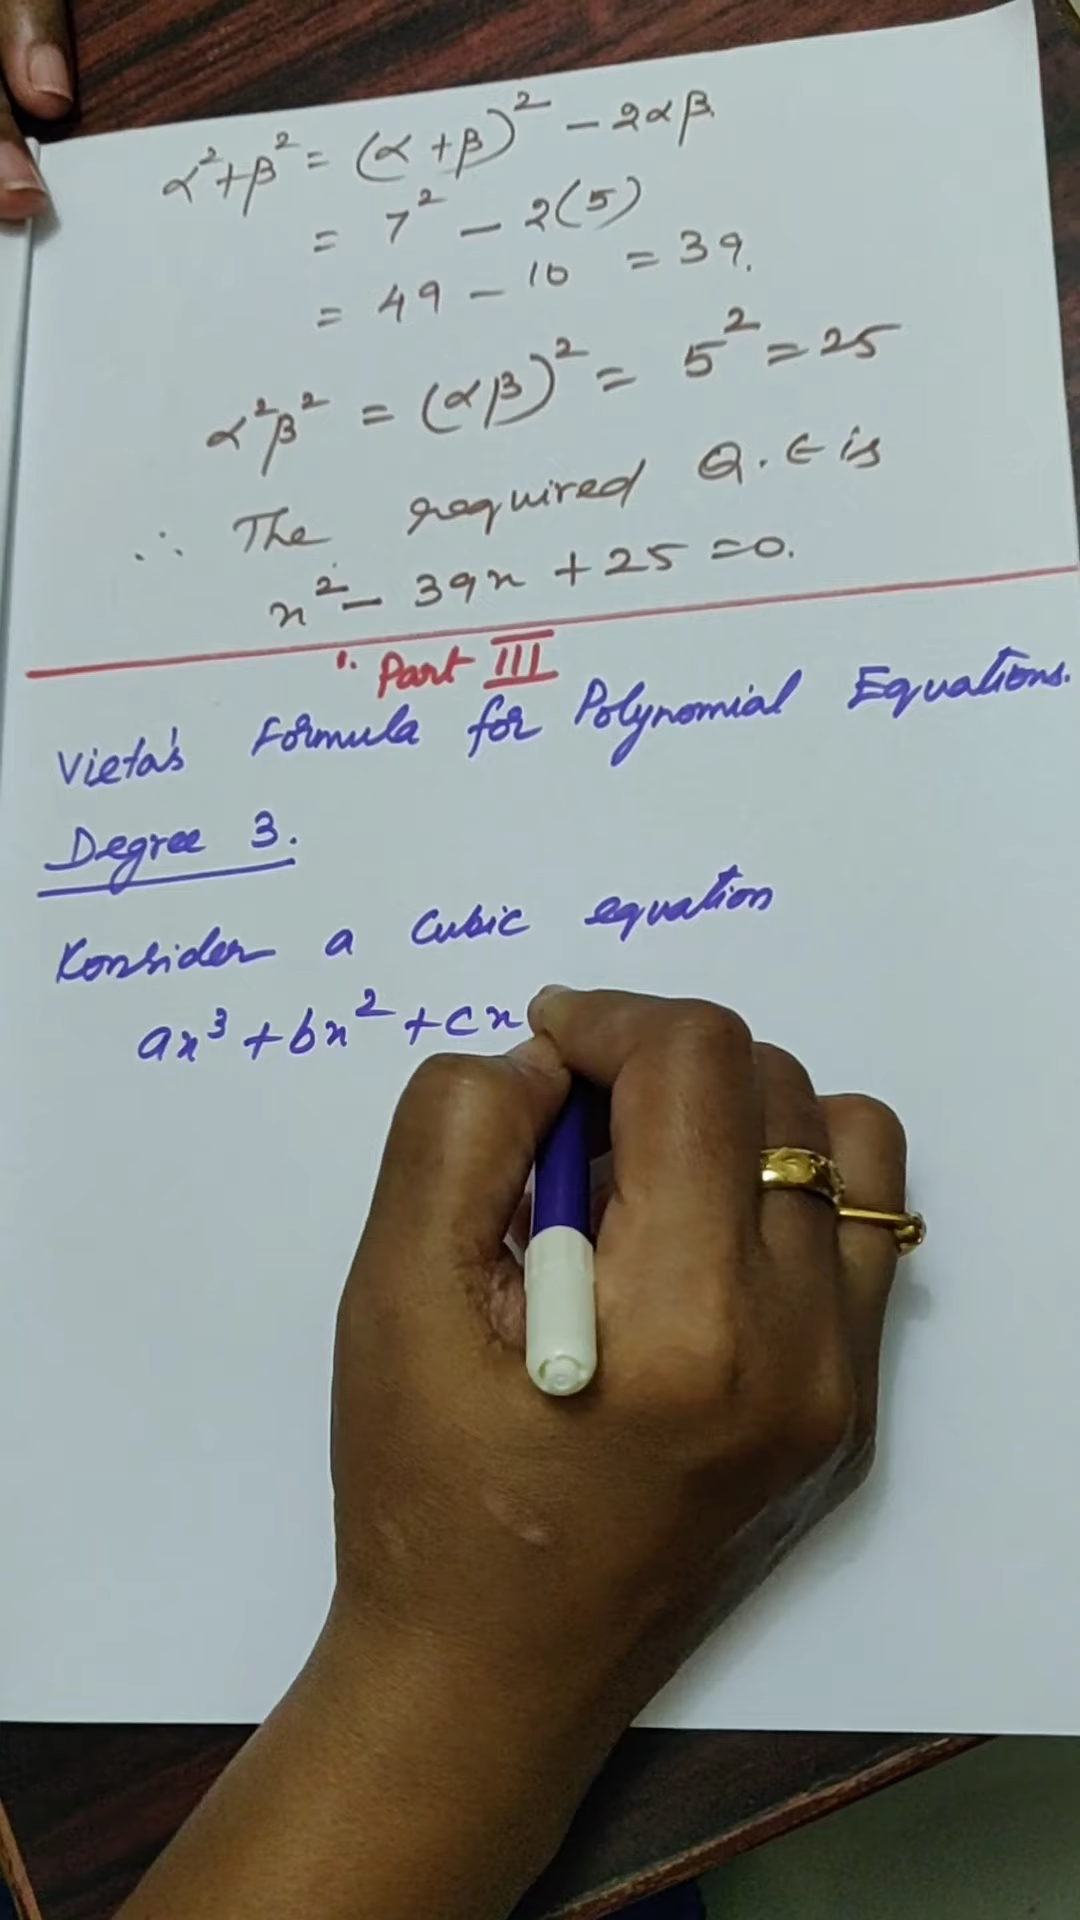 α²+β² = (α+β)² − 2αβ.
= 7² − 2(5)
= 49 − 10 = 39.
α²β² = (αβ)² = 5² = 25
∴ The required Q.E is
x² − 39x + 25 = 0.
Part III
Vieta's Formula for Polynomial Equations.
Degree 3.
Konsider a Cubic equation
ax³ + bx² + cx